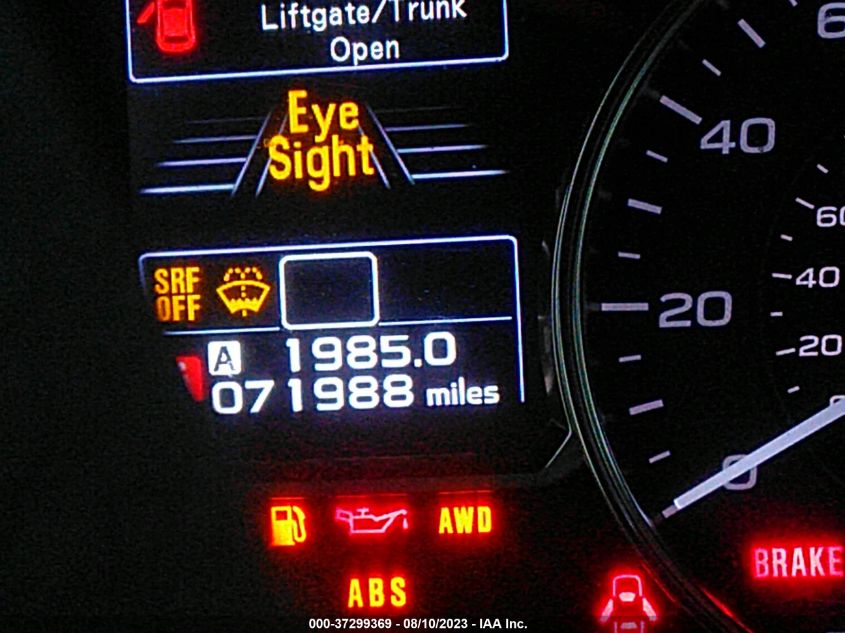 Liftgate/Trunk
Open
Eye
Sight
SRF
OFF
A 1985.0
071988 miles
40
20
0
60
40
20
AWD
ABS
BRAKE
000-37299369 - 08/10/2023 - IAA Inc.